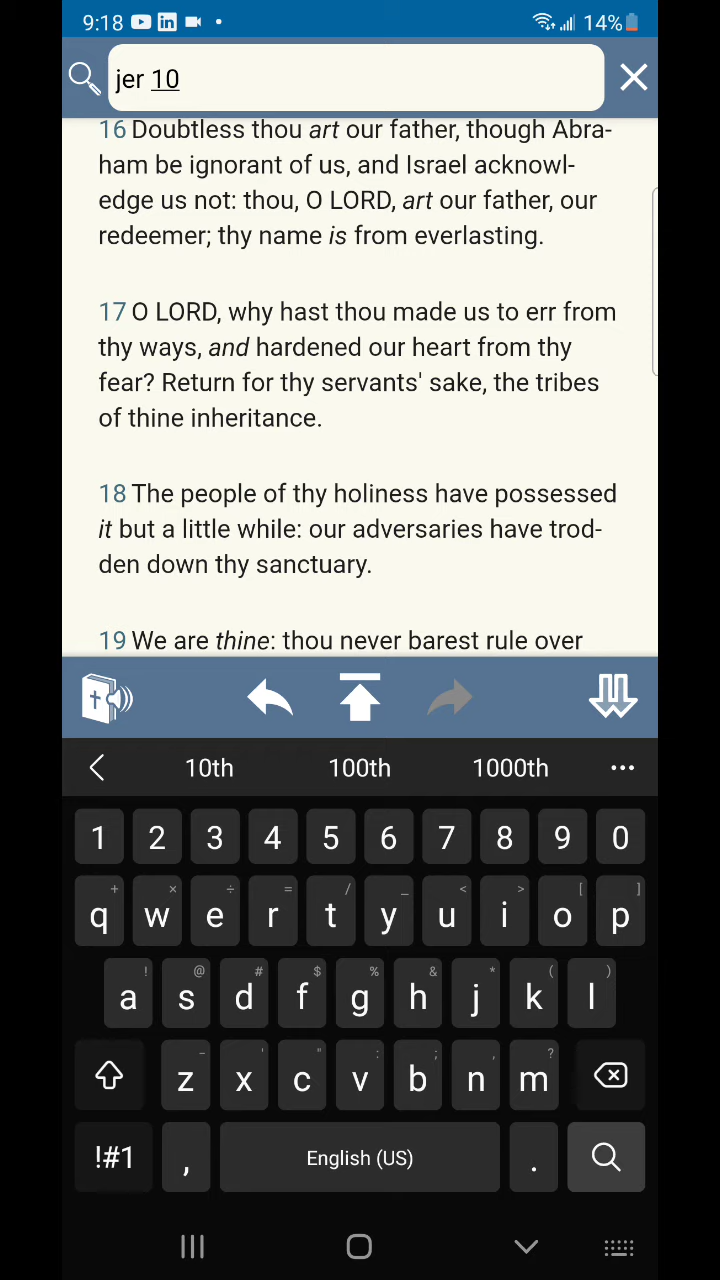 9:18 14%
jer 10
16 Doubtless thou art our father, though Abra-
ham be ignorant of us, and Israel acknowl-
edge us not: thou, O LORD, art our father, our
redeemer; thy name is from everlasting.
17 O LORD, why hast thou made us to err from
thy ways, and hardened our heart from thy
fear? Return for thy servants' sake, the tribes
of thine inheritance.
18 The people of thy holiness have possessed
it but a little while: our adversaries have trod-
den down thy sanctuary.
19 We are thine: thou never barest rule over
10th 100th 1000th ...
1 2 3 4 5 6 7 8 9 0
+ × ÷ = / _ < > [ ]
q w e r t y u i o p
! @ # $ % & * ( )
a s d f g h j k l
- ' " : ; , ?
z x c v b n m
!#1 , English (US) .